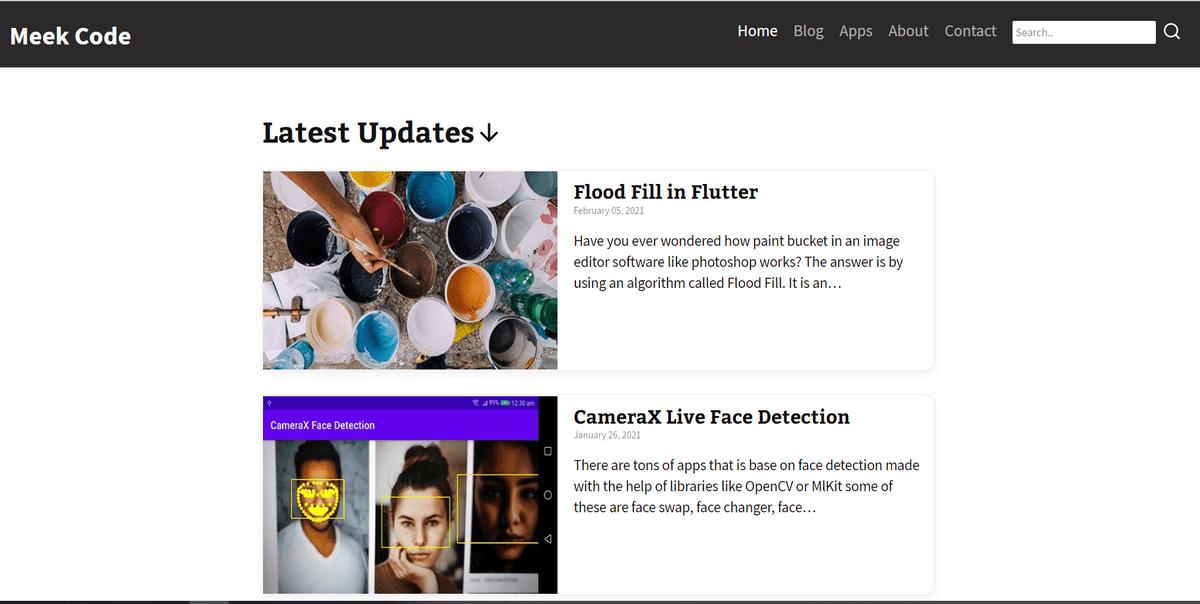 Meek Code
Home Blog Apps About Contact Search..
Latest Updates
Flood Fill in Flutter
February 05, 2021
Have you ever wondered how paint bucket in an image
editor software like photoshop works? The answer is by
using an algorithm called Flood Fill. It is an…
99% 12:30 am
CameraX Face Detection
CameraX Live Face Detection
January 26, 2021
There are tons of apps that is base on face detection made
with the help of libraries like OpenCV or MlKit some of
these are face swap, face changer, face…